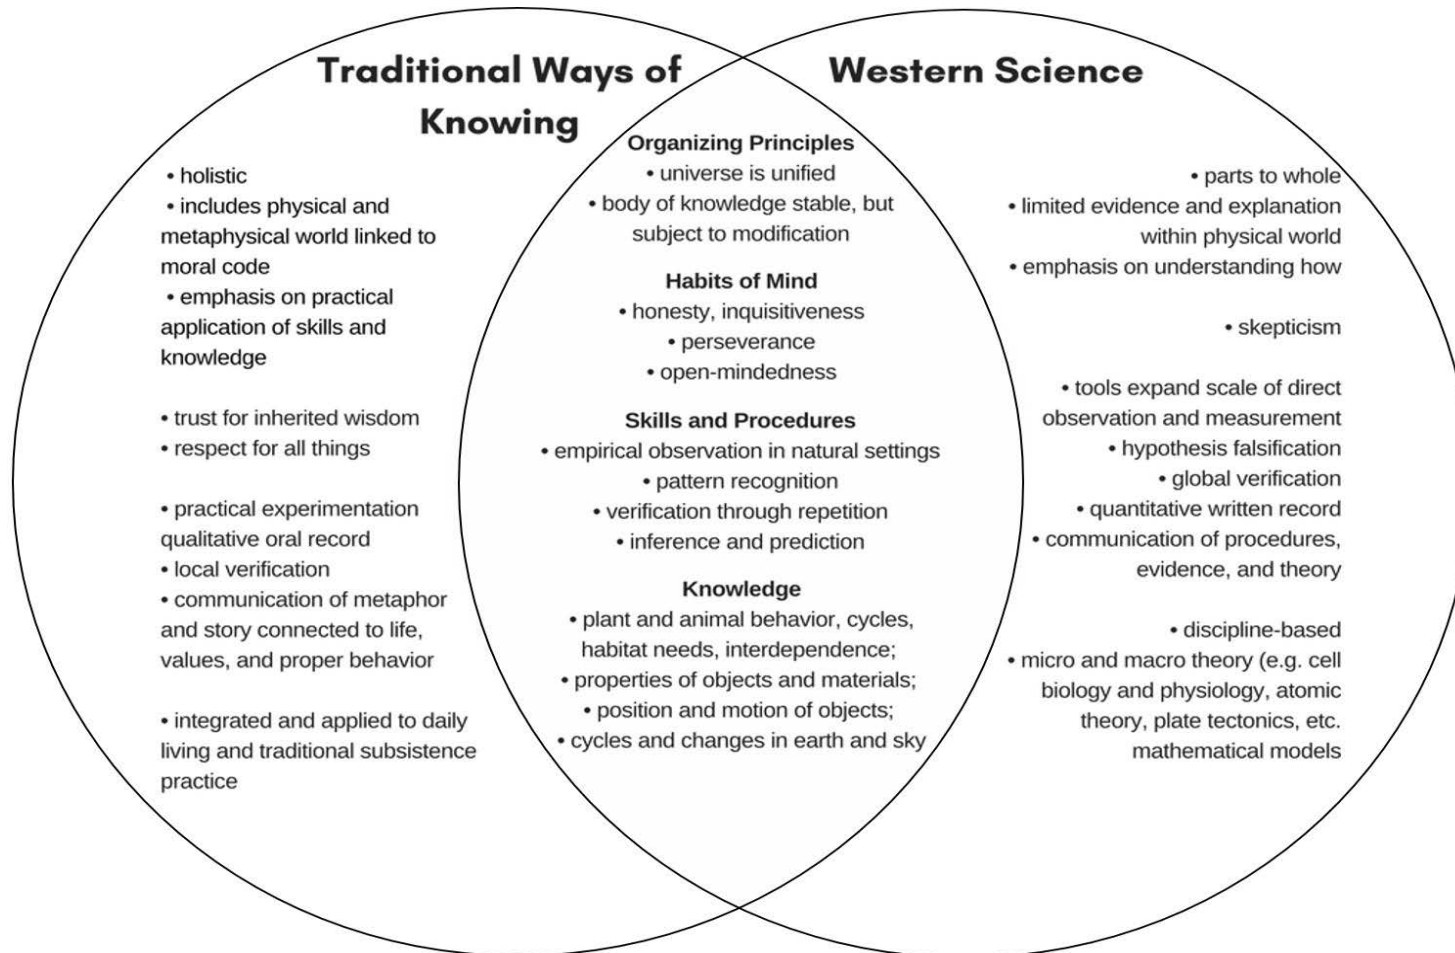 Traditional Ways of
Knowing
• holistic
• includes physical and
metaphysical world linked to
moral code
• emphasis on practical
application of skills and
knowledge
• trust for inherited wisdom
• respect for all things
• practical experimentation
qualitative oral record
• local verification
• communication of metaphor
and story connected to life,
values, and proper behavior
• integrated and applied to daily
living and traditional subsistence
practice
Organizing Principles
• universe is unified
• body of knowledge stable, but
subject to modification
Habits of Mind
• honesty, inquisitiveness
• perseverance
• open-mindedness
Skills and Procedures
• empirical observation in natural settings
• pattern recognition
• verification through repetition
• inference and prediction
Knowledge
• plant and animal behavior, cycles,
habitat needs, interdependence;
• properties of objects and materials;
• position and motion of objects;
• cycles and changes in earth and sky
Western Science
• parts to whole
• limited evidence and explanation
within physical world
• emphasis on understanding how
• skepticism
• tools expand scale of direct
observation and measurement
• hypothesis falsification
• global verification
• quantitative written record
• communication of procedures,
evidence, and theory
• discipline-based
• micro and macro theory (e.g. cell
biology and physiology, atomic
theory, plate tectonics, etc.
mathematical models